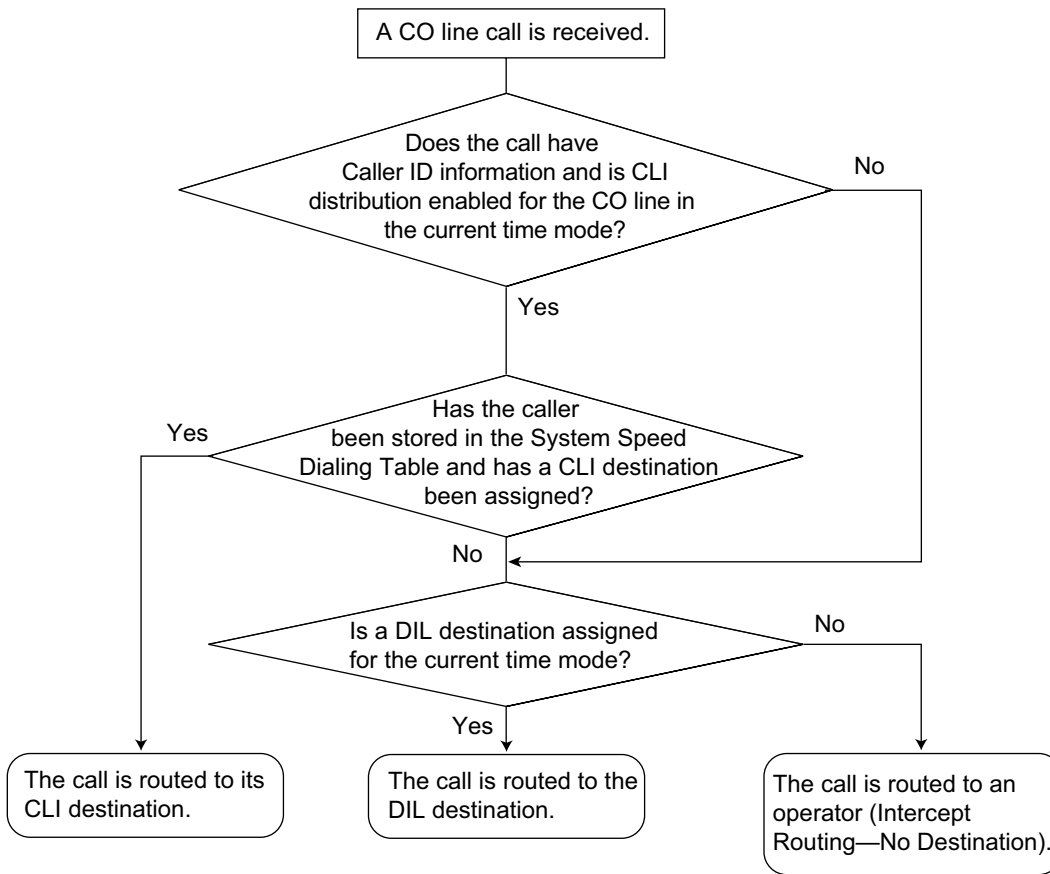 A CO line call is received.
Does the call have
Caller ID information and is CLI
distribution enabled for the CO line in
the current time mode?
No
Yes
Has the caller
been stored in the System Speed
Dialing Table and has a CLI destination
been assigned?
Yes
No
Is a DIL destination assigned
for the current time mode?
No
Yes
The call is routed to its
CLI destination.
The call is routed to the
DIL destination.
The call is routed to an
operator (Intercept
Routing—No Destination).